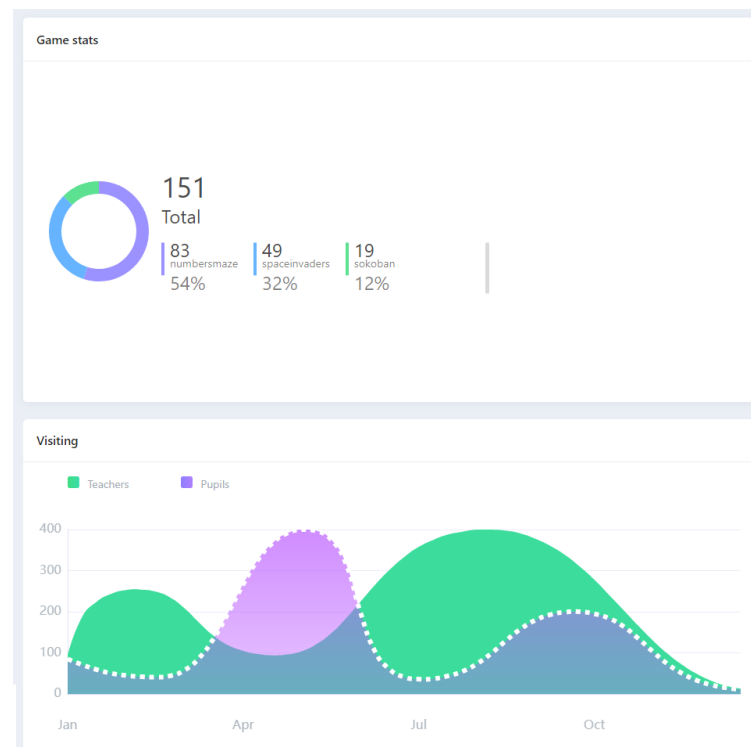 Game stats
151
Total
83 49 19
numbersmaze spaceinvaders sokoban
54% 32% 12%
Visiting
Teachers Pupils
400
300
200
100
0
Jan Apr Jul Oct